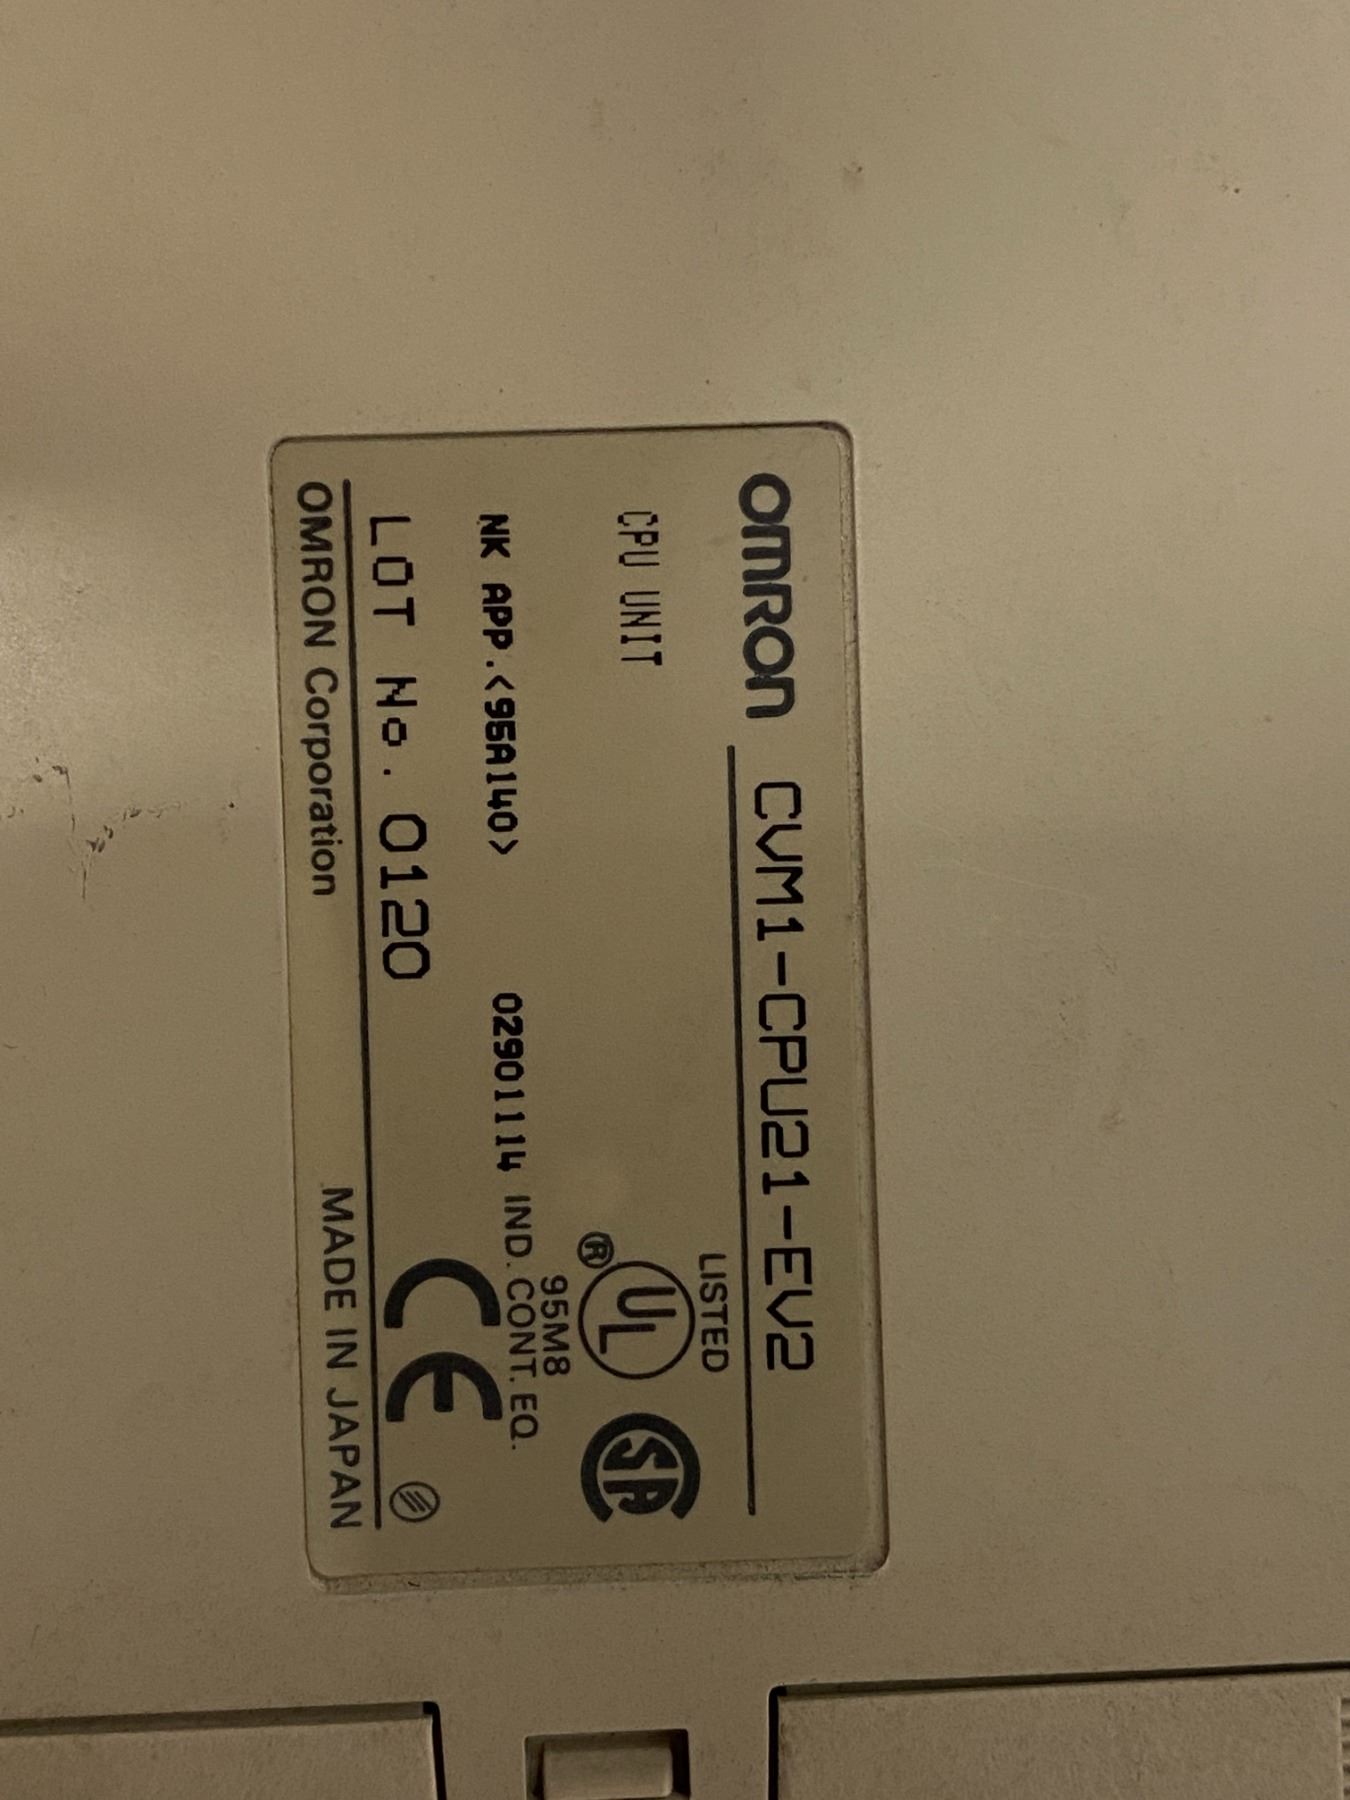 OMRON CVM1-CPU21-EV2
CPU UNIT
LISTED
UL ®
SA
95M8
NK APP.<95A140> 02901114 IND. CONT. EQ.
LOT No. 0120
CE
OMRON Corporation MADE IN JAPAN